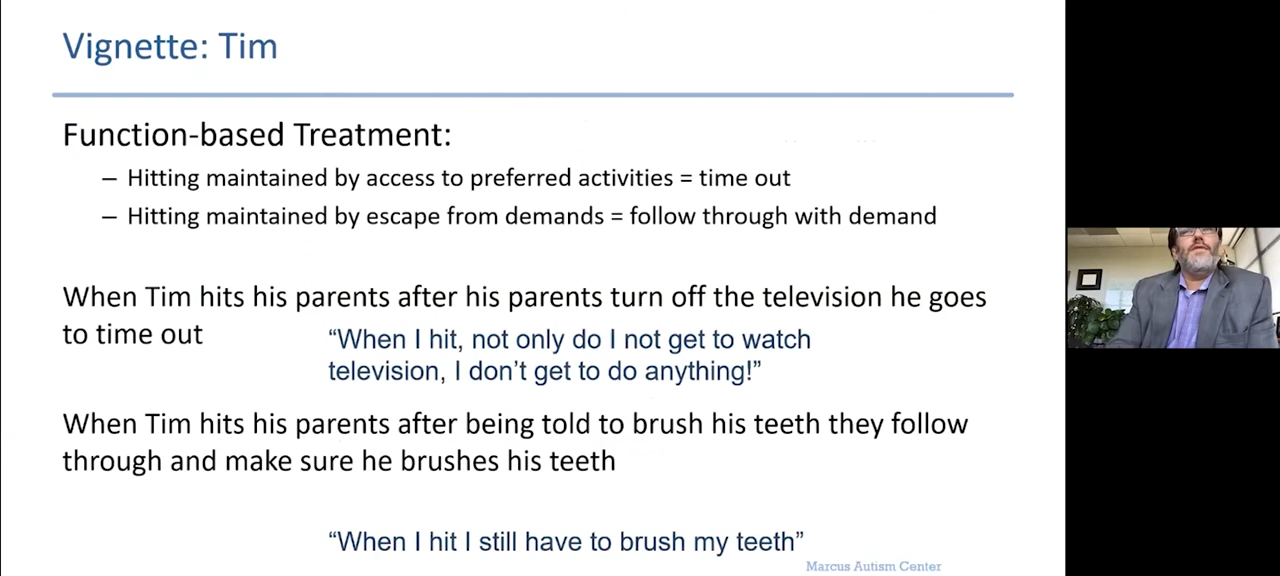 Vignette: Tim
Function-based Treatment:
– Hitting maintained by access to preferred activities = time out
– Hitting maintained by escape from demands = follow through with demand
When Tim hits his parents after his parents turn off the television he goes
to time out
“When I hit, not only do I not get to watch
television, I don’t get to do anything!”
When Tim hits his parents after being told to brush his teeth they follow
through and make sure he brushes his teeth
“When I hit I still have to brush my teeth”
Marcus Autism Center